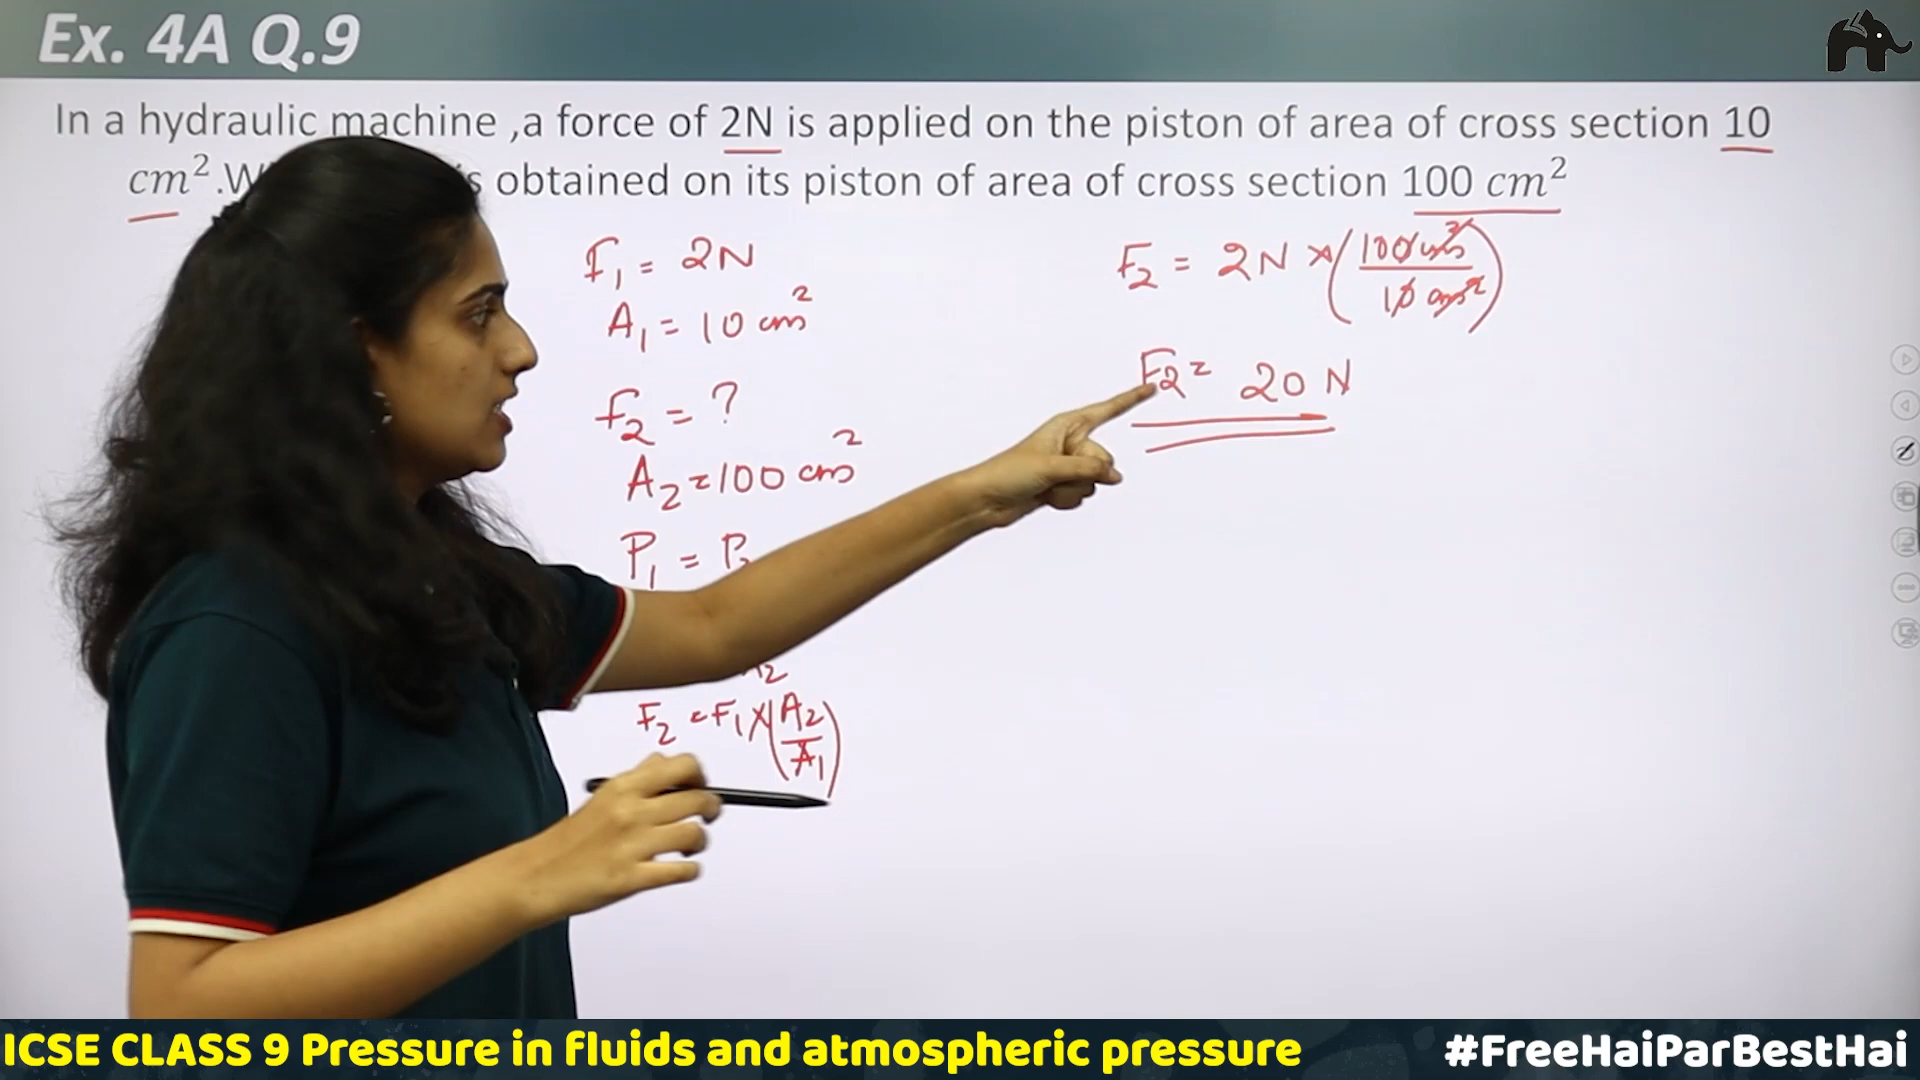 Ex. 4A Q.9
In a hydraulic machine ,a force of 2N is applied on the piston of area of cross section 10
cm².W s obtained on its piston of area of cross section 100 cm²
F₁ = 2N
A₁ = 10 cm²
F₂ = ?
A₂ = 100 cm²
P₁ = P₂
A₂
F₂ = F₁ × (A₂/A₁)
F₂ = 2N × (100 cm²/10 cm²)
F₂ = 20 N
ICSE CLASS 9 Pressure in fluids and atmospheric pressure
#FreeHaiParBestHai